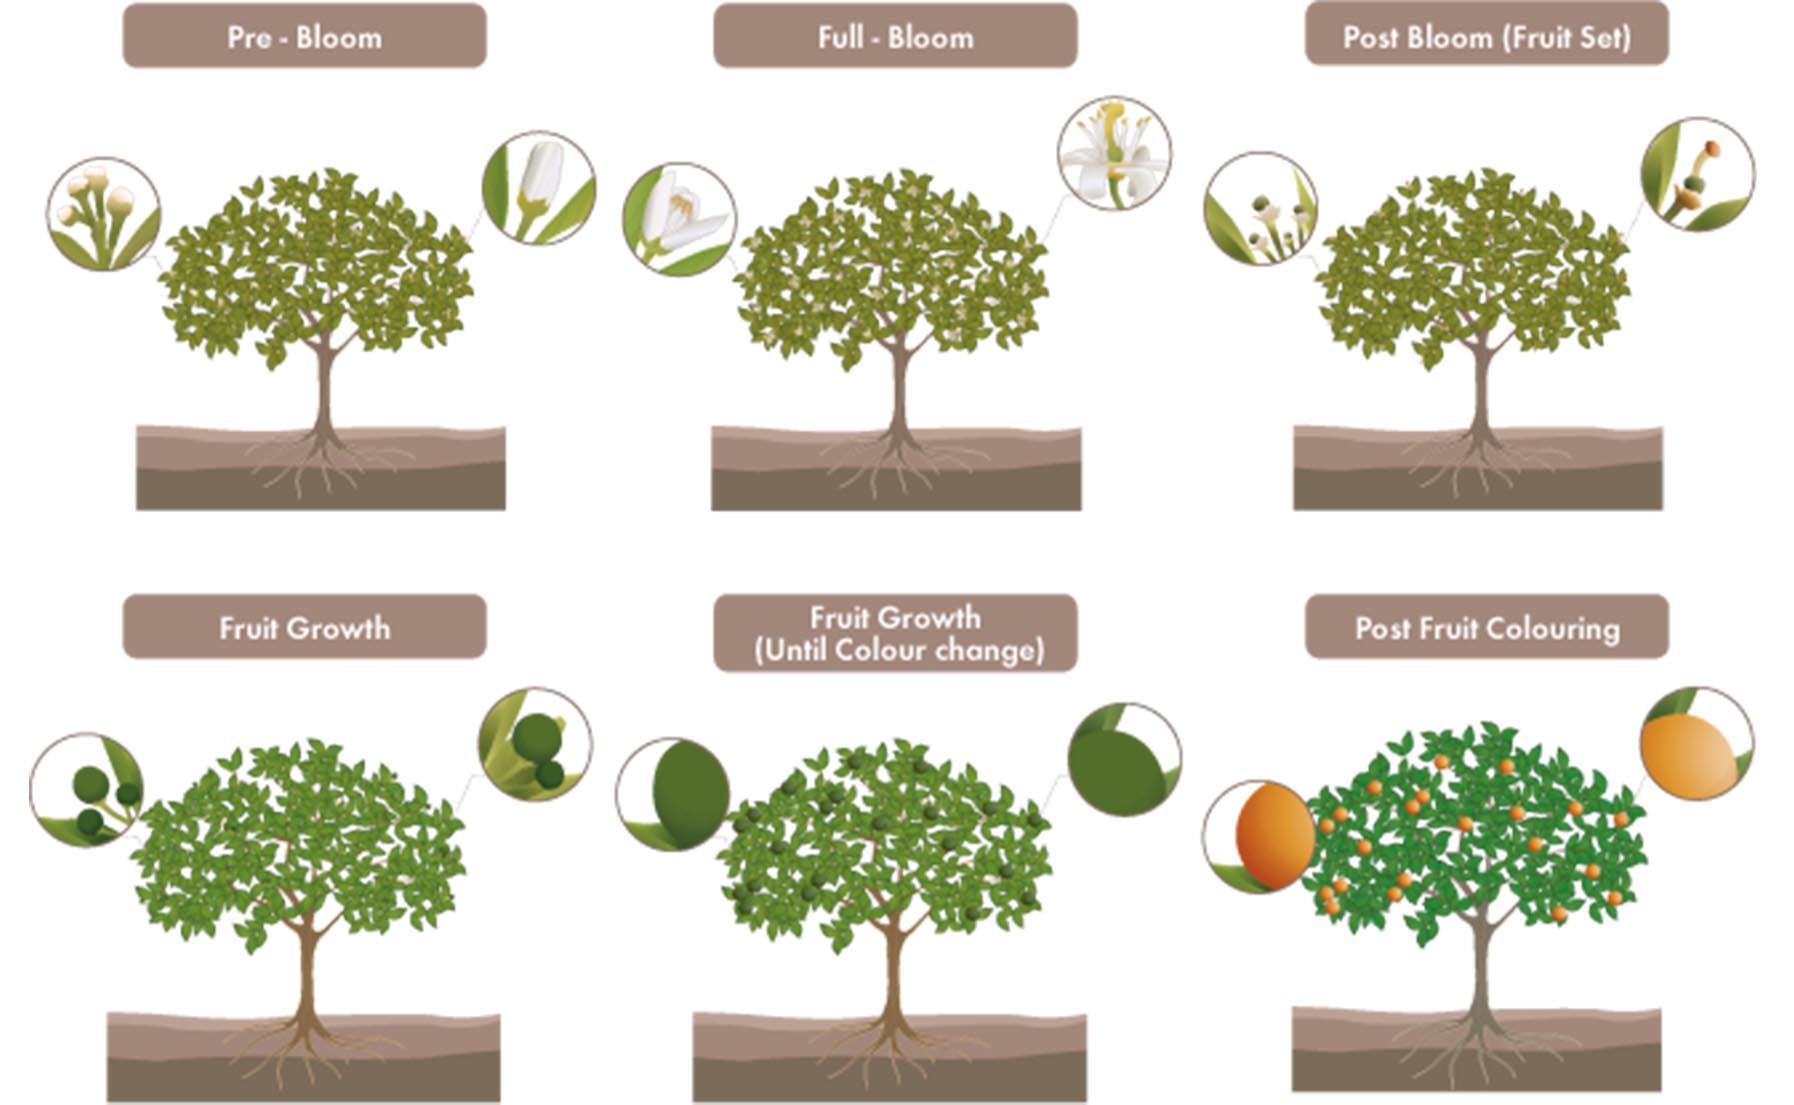 Pre - Bloom
Full - Bloom
Post Bloom (Fruit Set)
Fruit Growth
Fruit Growth
(Until Colour change)
Post Fruit Colouring